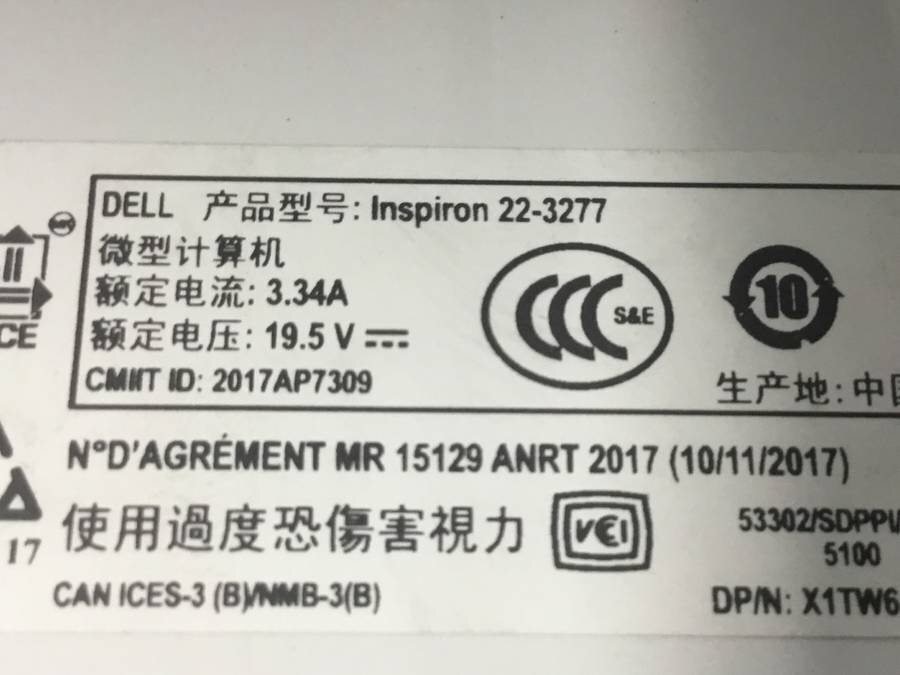 DELL 产品型号: Inspiron 22-3277
微型计算机
额定电流: 3.34A
额定电压: 19.5 V
CMIIT ID: 2017AP7309
S&E
10
生产地: 中
II
CE
N°D'AGRÉMENT MR 15129 ANRT 2017 (10/11/2017)
使用過度恐傷害視力
VEI
53302/SDPPI/
5100
17
CAN ICES-3 (B)/NMB-3(B)
DP/N: X1TW6